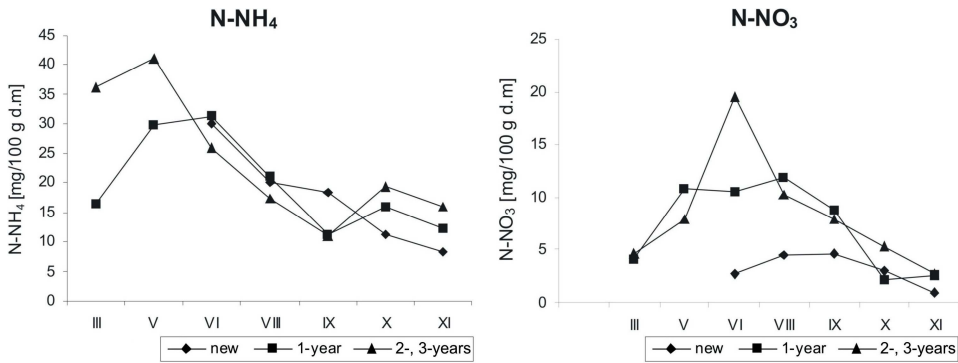 N-NH₄
45
40
35
30
25
20
15
10
5
0
N-NH₄ [mg/100 g d.m]
III V VI VIII IX X XI
new 1-year 2-, 3-years
N-NO₃
25
20
15
10
5
0
N-NO₃ [mg/100 g d.m]
III V VI VIII IX X XI
new 1-year 2-, 3-years